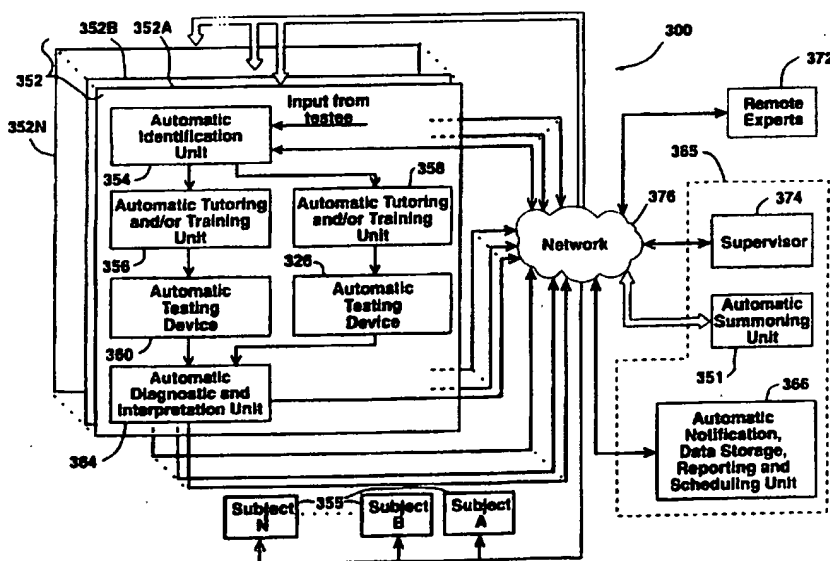 352B
352A
300
372
352
352N
Input from
testee
Automatic
Identification
Unit
354
358
Remote
Experts
385
376
374
Automatic Tutoring
and/or Training
Unit
356
Automatic Tutoring
and/or Training
Unit
326
Network
Supervisor
Automatic
Testing
Device
360
Automatic
Testing
Device
Automatic
Summoning
Unit
351
366
Automatic
Diagnostic and
Interpretation Unit
364
Automatic
Notification,
Data Storage,
Reporting and
Scheduling Unit
355
Subject
N
Subject
B
Subject
A